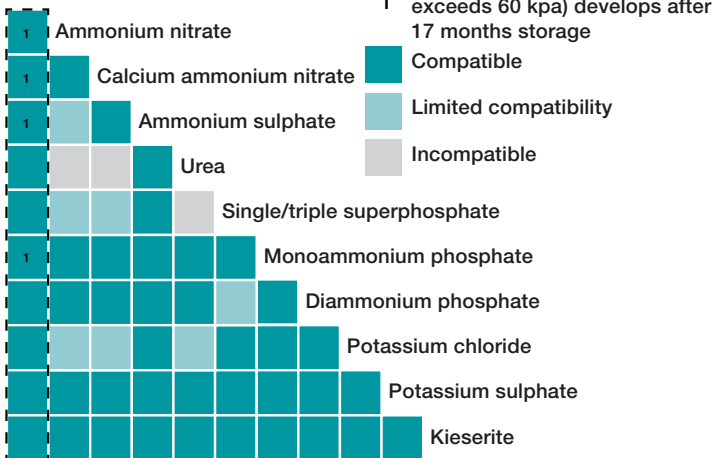 1
exceeds 60 kpa) develops after
17 months storage
Compatible
Limited compatibility
Incompatible
1 Ammonium nitrate
1 Calcium ammonium nitrate
1 Ammonium sulphate
Urea
Single/triple superphosphate
1 Monoammonium phosphate
Diammonium phosphate
Potassium chloride
Potassium sulphate
Kieserite